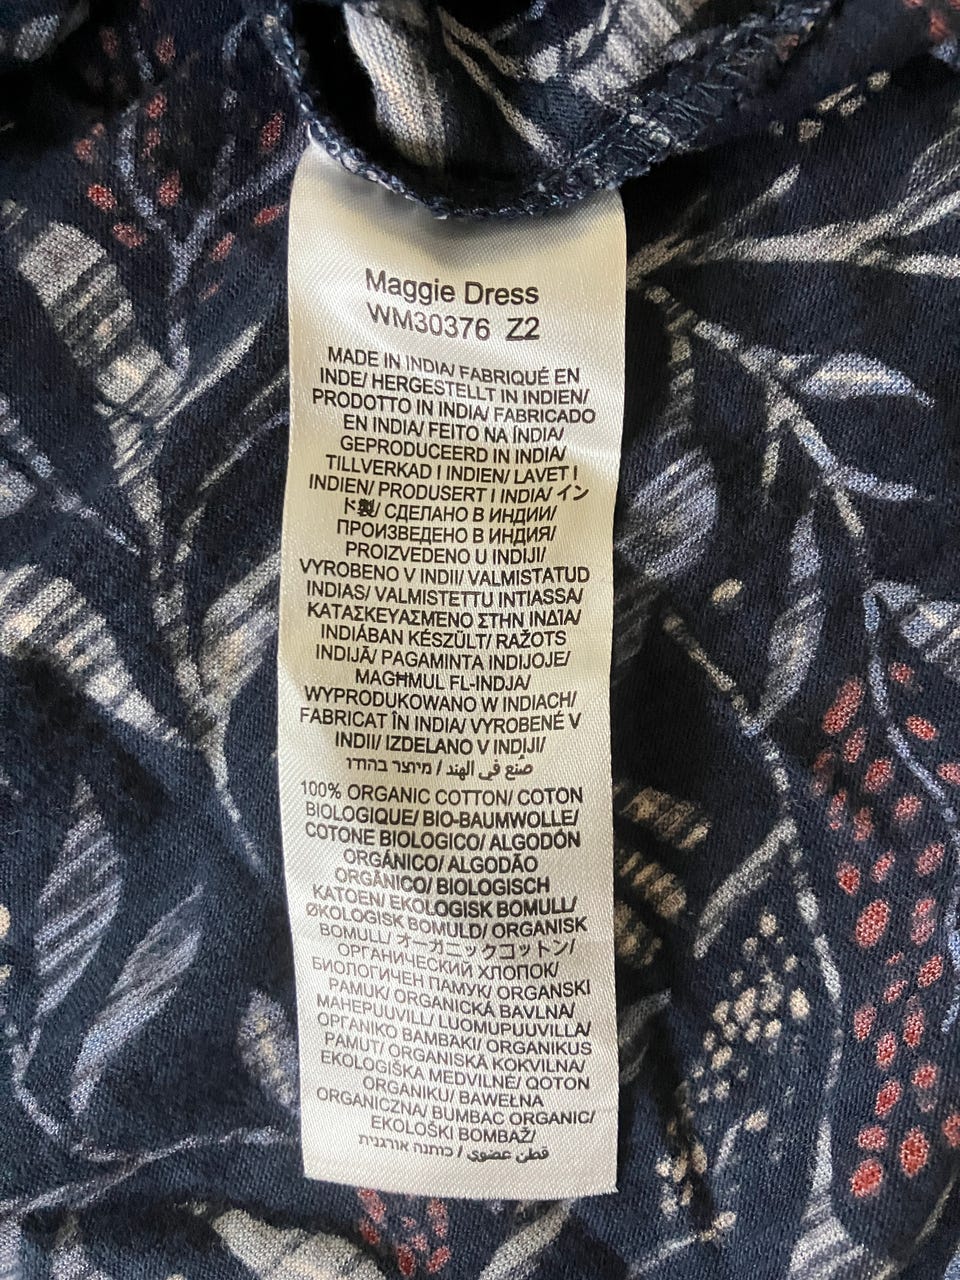 Maggie Dress
WM30376 Z2
MADE IN INDIA/ FABRIQUÉ EN
INDE/ HERGESTELLT IN INDIEN/
PRODOTTO IN INDIA/ FABRICADO
EN INDIA/ FEITO NA ÍNDIA/
GEPRODUCEERD IN INDIA/
TILLVERKAD I INDIEN/ LAVET I
INDIEN/ PRODUSERT I INDIA/ イン
ド製/ СДЕЛАНО В ИНДИИ/
ПРОИЗВЕДЕНО В ИНДИЯ/
PROIZVEDENO U INDIJI/
VYROBENO V INDII/ VALMISTATUD
INDIAS/ VALMISTETTU INTIASSA/
ΚΑΤΑΣΚΕΥΑΣΜΕΝΟ ΣΤΗΝ ΙΝΔΙΑ/
INDIÁBAN KÉSZÜLT/ RAŽOTS
INDIJĀ/ PAGAMINTA INDIJOJE/
MAGĦMUL FL-INDJA/
WYPRODUKOWANO W INDIACH/
FABRICAT ÎN INDIA/ VYROBENÉ V
INDII/ IZDELANO V INDIJI/
صُنع في الهند / מיוצר בהודו
100% ORGANIC COTTON/ COTON
BIOLOGIQUE/ BIO-BAUMWOLLE/
COTONE BIOLOGICO/ ALGODÓN
ORGÁNICO/ ALGODÃO
ORGÂNICO/ BIOLOGISCH
KATOEN/ EKOLOGISK BOMULL/
ØKOLOGISK BOMULD/ ORGANISK
BOMULL/ オーガニックコットン/
ОРГАНИЧЕСКИЙ ХЛОПОК/
БИОЛОГИЧЕН ПАМУК/ ORGANSKI
PAMUK/ ORGANICKÁ BAVLNA/
MAHEPUUVILL/ LUOMUPUUVILLA/
ΟΡΓΑΝΙΚΟ ΒΑΜΒΑΚΙ/ ORGANIKUS
PAMUT/ ORGANISKĀ KOKVILNA/
EKOLOGIŠKA MEDVILNĖ/ QOTON
ORGANIKU/ BAWEŁNA
ORGANICZNA/ BUMBAC ORGANIC/
EKOLOŠKI BOMBAŽ/
قطن عضوي / כותנה אורגנית